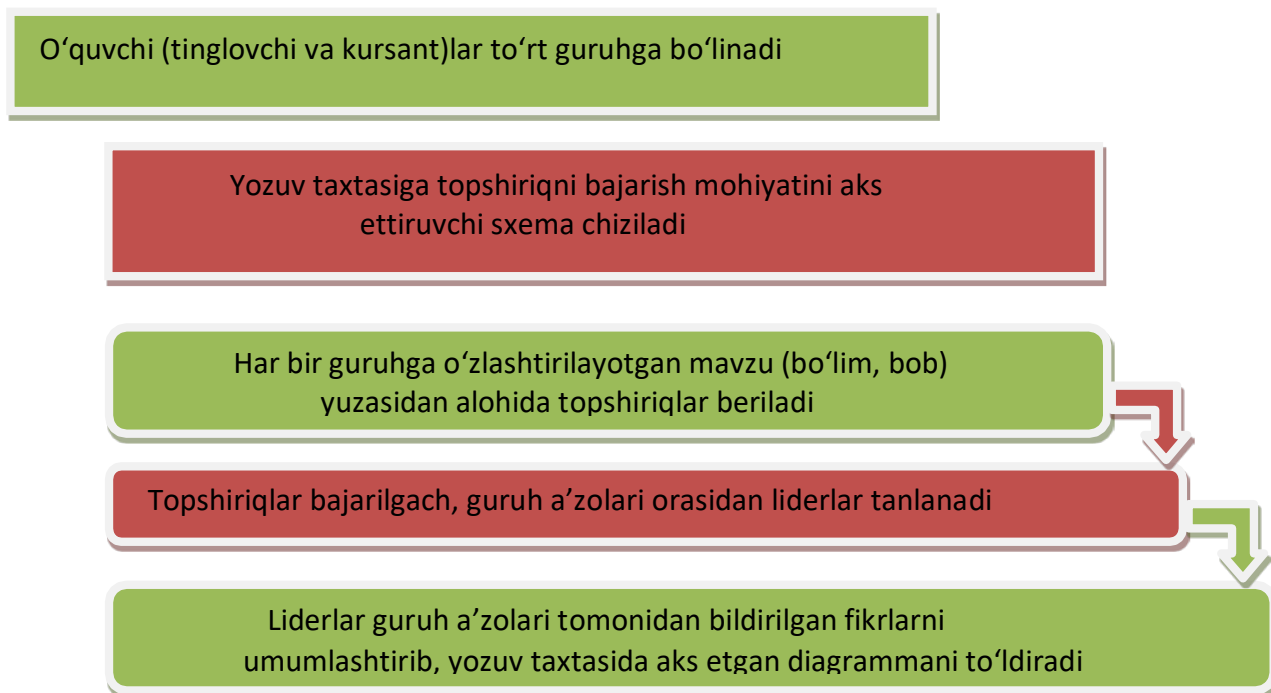 O‘quvchi (tinglovchi va kursant)lar to‘rt guruhga bo‘linadi
Yozuv taxtasiga topshiriqni bajarish mohiyatini aks
ettiruvchi sxema chiziladi
Har bir guruhga o‘zlashtirilayotgan mavzu (bo‘lim, bob)
yuzasidan alohida topshiriqlar beriladi
Topshiriqlar bajarilgach, guruh a’zolari orasidan liderlar tanlanadi
Liderlar guruh a’zolari tomonidan bildirilgan fikrlarni
umumlashtirib, yozuv taxtasida aks etgan diagrammani to‘ldiradi